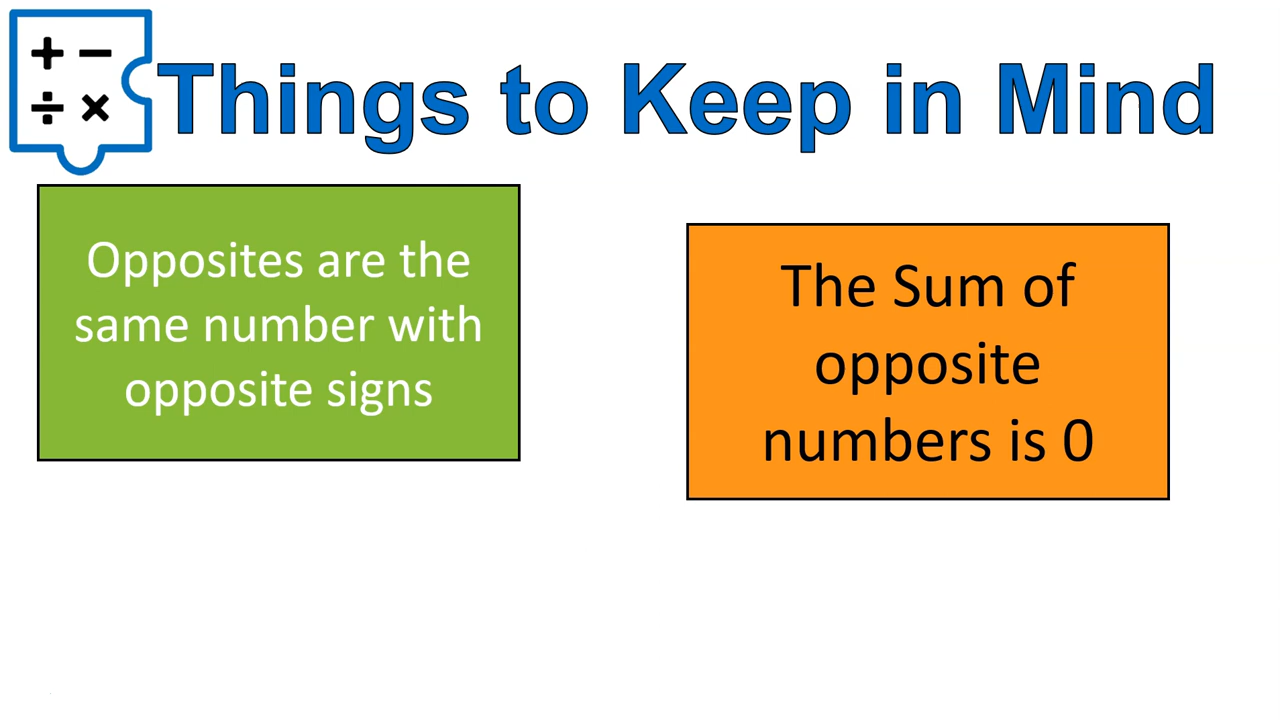 + −
÷ ×
Things to Keep in Mind
Opposites are the
same number with
opposite signs
The Sum of
opposite
numbers is 0